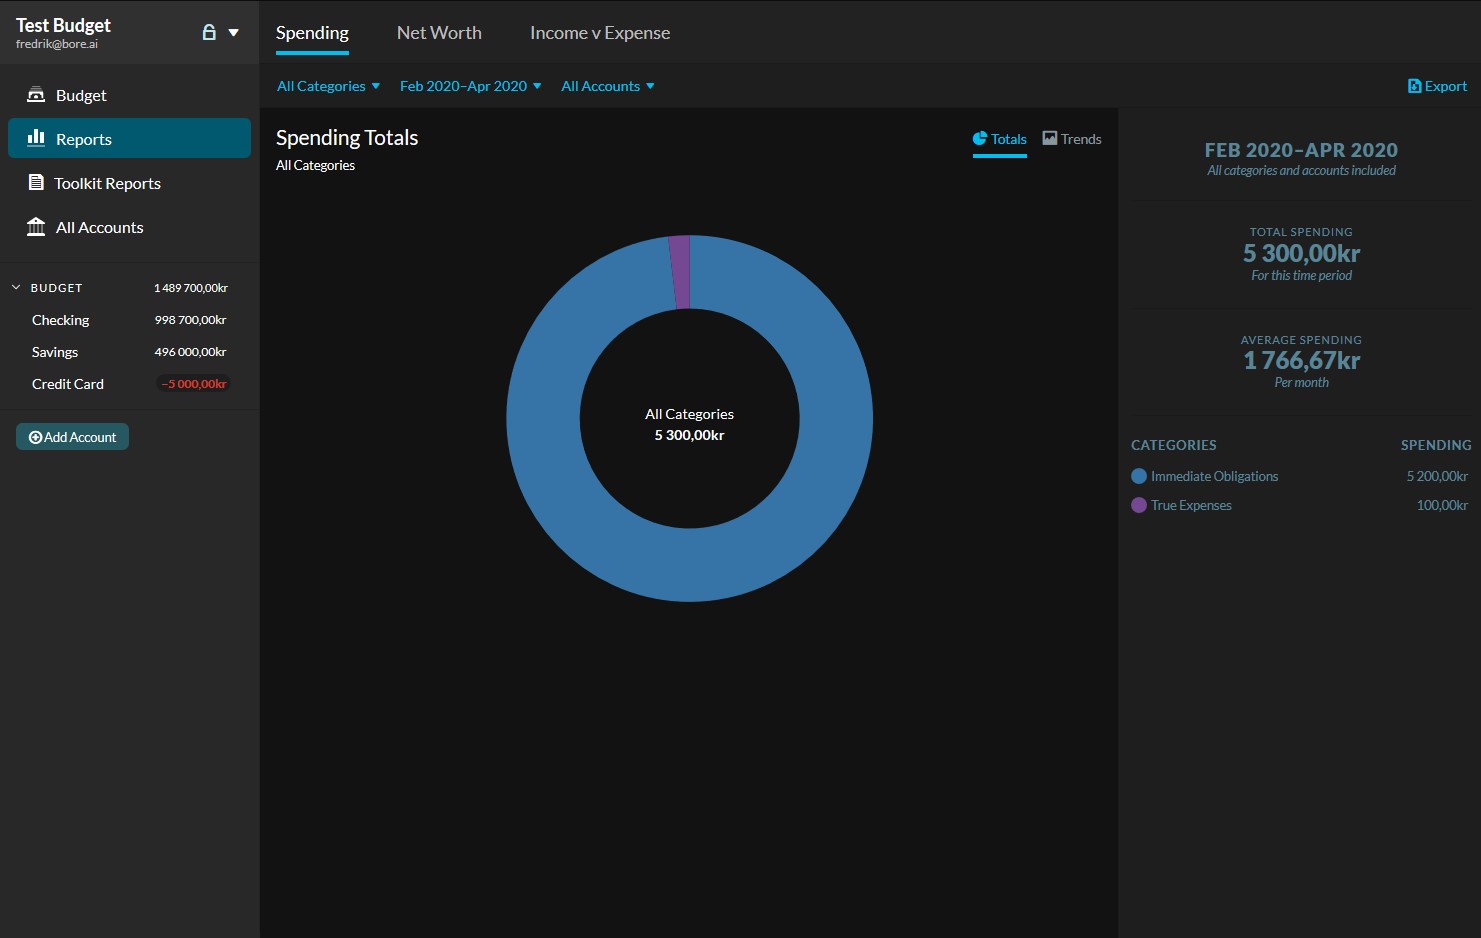 Test Budget
fredrik@bore.ai
Budget
Reports
Toolkit Reports
All Accounts
BUDGET 1 489 700,00kr
Checking 998 700,00kr
Savings 496 000,00kr
Credit Card −5 000,00kr
Add Account
Spending Net Worth Income v Expense
All Categories Feb 2020–Apr 2020 All Accounts Export
Spending Totals
All Categories
Totals Trends
All Categories
5 300,00kr
FEB 2020–APR 2020
All categories and accounts included
TOTAL SPENDING
5 300,00kr
For this time period
AVERAGE SPENDING
1 766,67kr
Per month
CATEGORIES SPENDING
Immediate Obligations 5 200,00kr
True Expenses 100,00kr